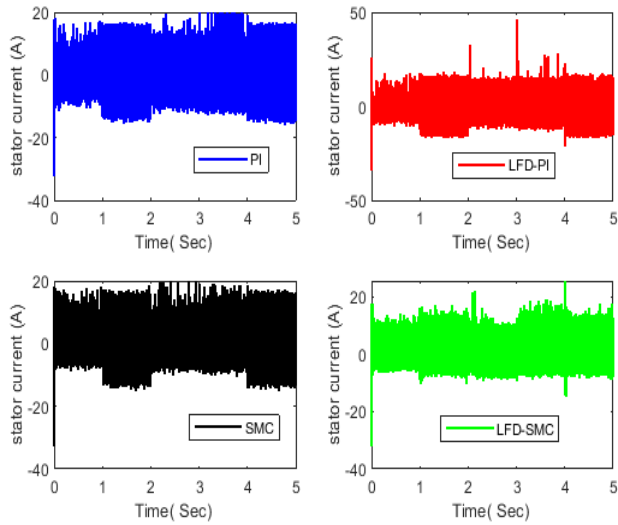 20
0
-20
-40
stator current (A)
0 1 2 3 4 5
Time( Sec)
PI
50
0
-50
stator current (A)
0 1 2 3 4 5
Time( Sec)
LFD-PI
20
0
-20
-40
stator current (A)
0 1 2 3 4 5
Time( Sec)
SMC
20
0
-20
-40
stator current (A)
0 1 2 3 4 5
Time( Sec)
LFD-SMC